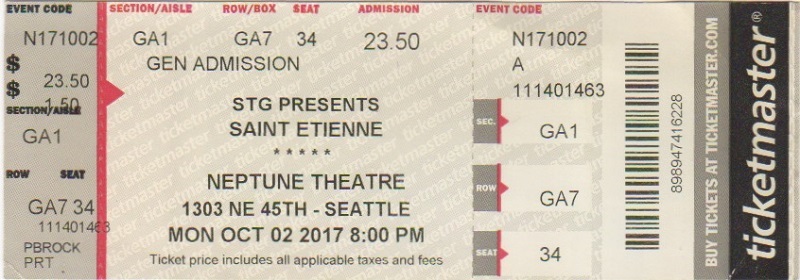 EVENT CODE
N171002
$ 23.50
$ 1.50
SECTION/AISLE
GA1
ROW SEAT
GA7 34
111401463
PBROCK
PRT
SECTION/AISLE ROW/BOX SEAT ADMISSION
GA1 GA7 34 23.50
GEN ADMISSION
STG PRESENTS
SAINT ETIENNE
* * * * *
NEPTUNE THEATRE
1303 NE 45TH - SEATTLE
MON OCT 02 2017 8:00 PM
Ticket price includes all applicable taxes and fees
EVENT CODE
N171002
A
111401463
SEC. GA1
ROW GA7
SEAT 34
898947416228
BUY TICKETS AT TICKETMASTER.COM
ticketmaster®